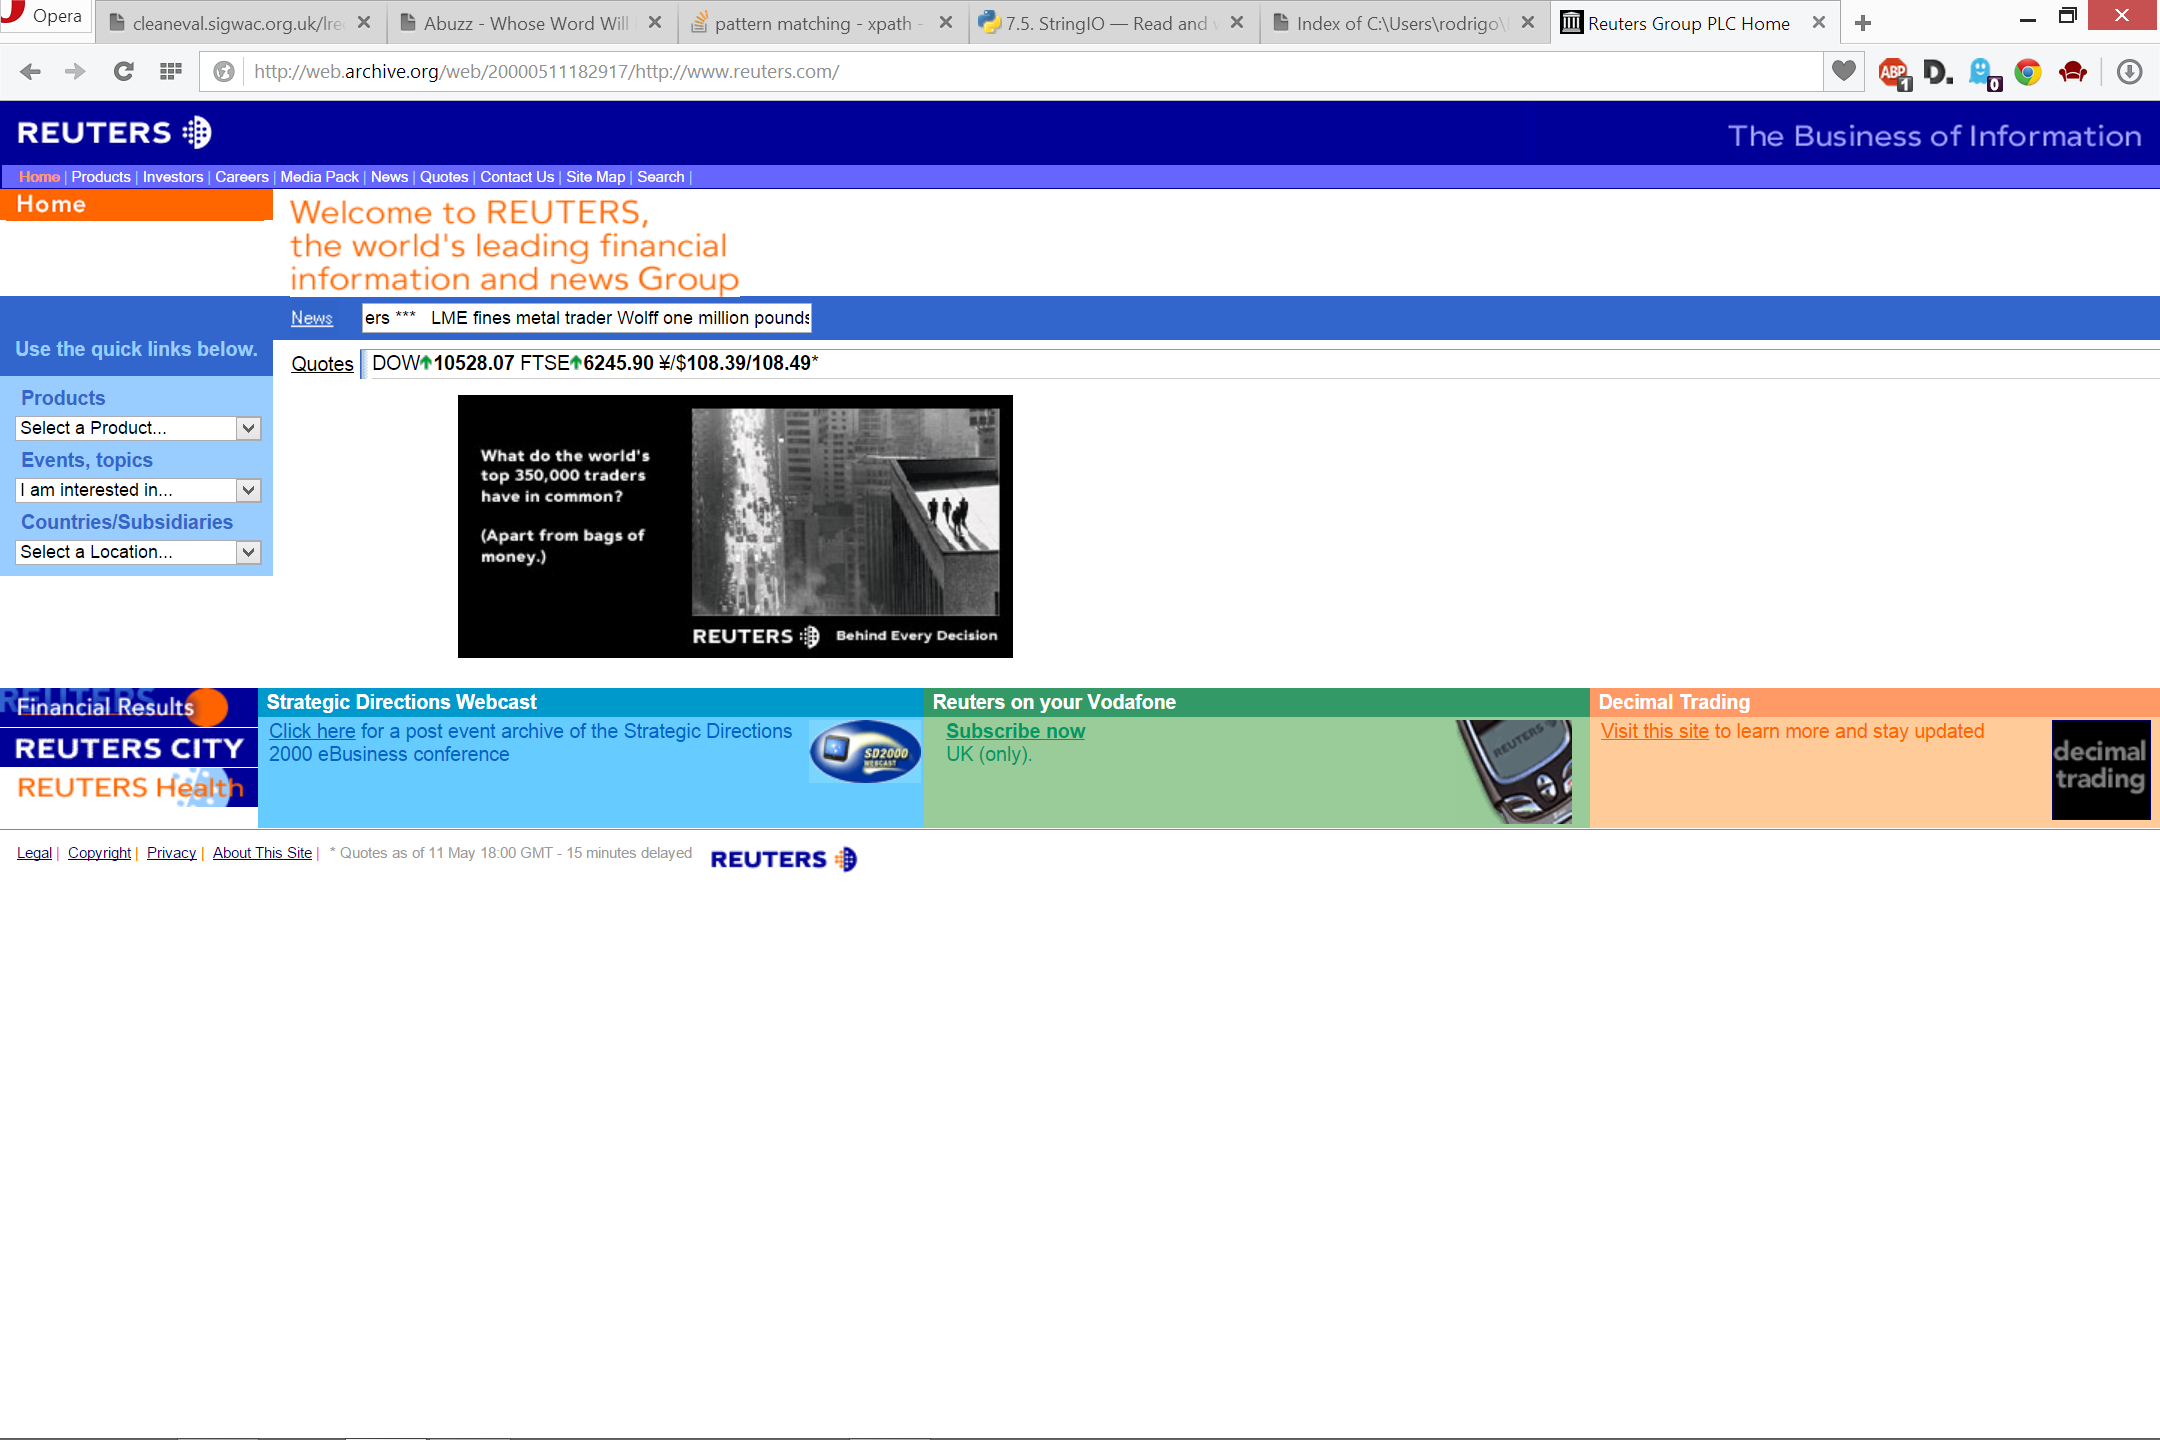 Opera
cleaneval.sigwac.org.uk/lre
Abuzz - Whose Word Will
pattern matching - xpath -
7.5. StringIO — Read and
Index of C:\Users\rodrigo\
Reuters Group PLC Home
http://web.archive.org/web/20000511182917/http://www.reuters.com/
ABP
1
D.
0
REUTERS
The Business of Information
Home | Products | Investors | Careers | Media Pack | News | Quotes | Contact Us | Site Map | Search |
Home
Welcome to REUTERS,
the world's leading financial
information and news Group
News
ers *** LME fines metal trader Wolff one million pounds
Use the quick links below.
Quotes
DOW 10528.07 FTSE 6245.90 ¥/$108.39/108.49*
Products
Select a Product...
Events, topics
I am interested in...
Countries/Subsidiaries
Select a Location...
What do the world's
top 350,000 traders
have in common?
(Apart from bags of
money.)
REUTERS
Behind Every Decision
REUTERS
Financial Results
REUTERS CITY
REUTERS Health
Strategic Directions Webcast
Click here for a post event archive of the Strategic Directions
2000 eBusiness conference
SD2000
WEBCAST
Reuters on your Vodafone
Subscribe now
UK (only).
REUTERS
Decimal Trading
Visit this site to learn more and stay updated
decimal
trading
Legal | Copyright | Privacy | About This Site | * Quotes as of 11 May 18:00 GMT - 15 minutes delayed
REUTERS